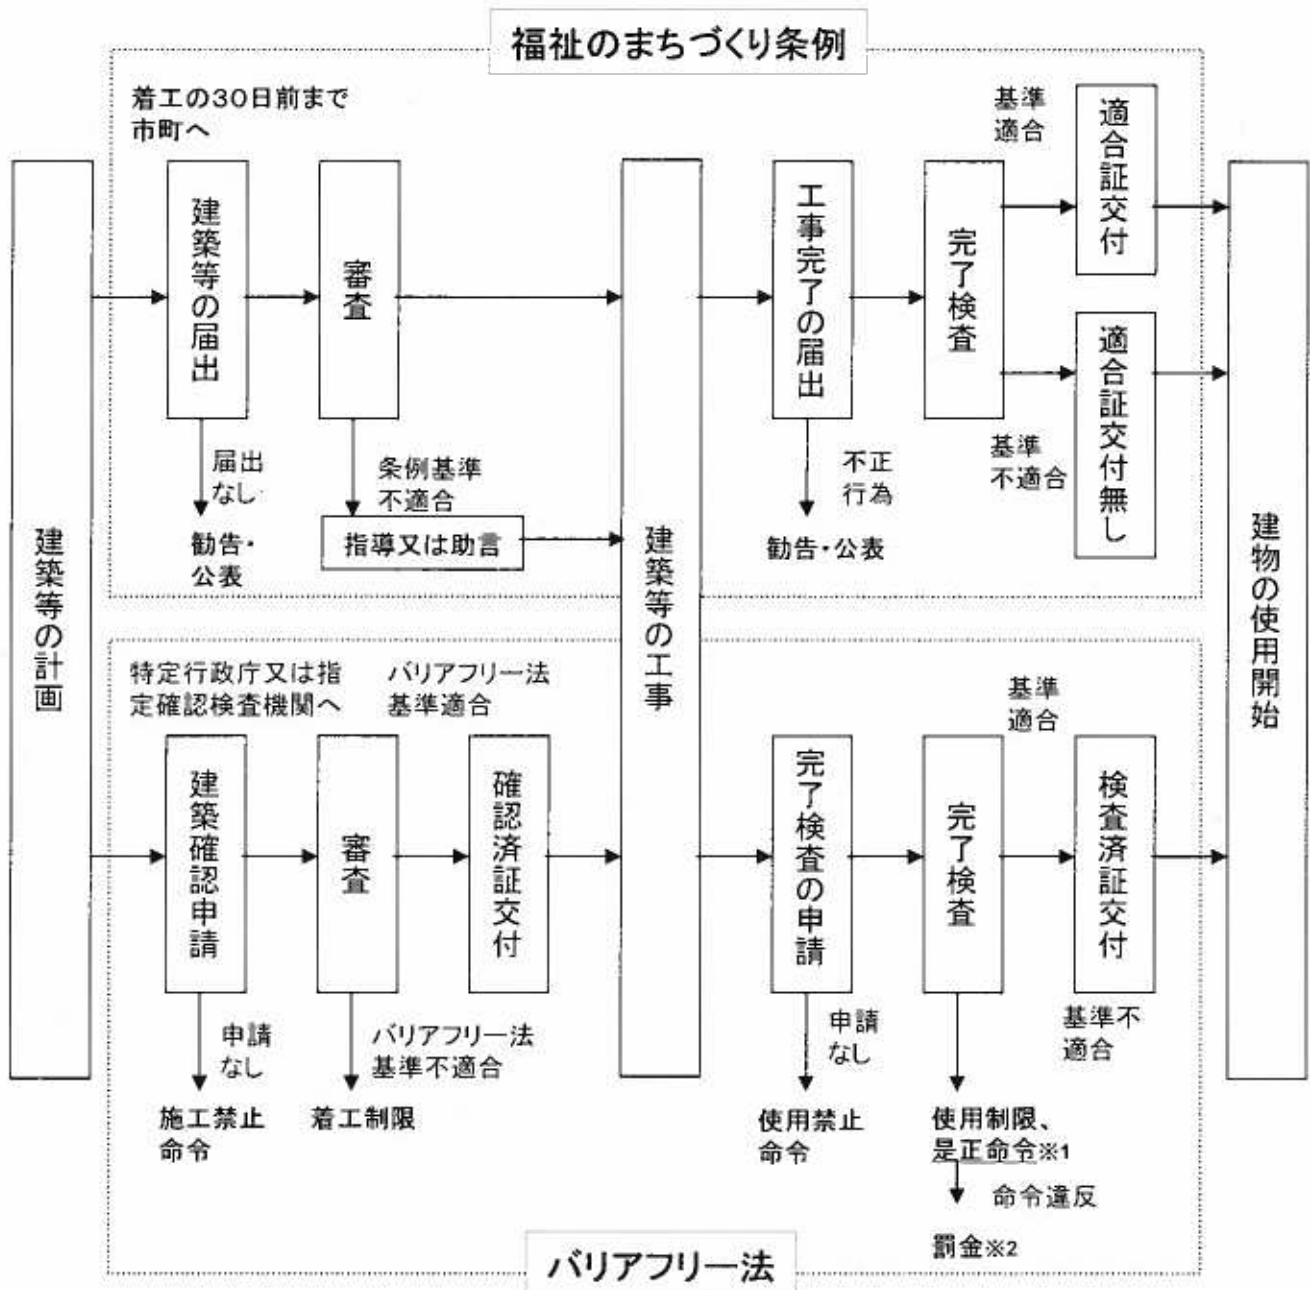 福祉のまちづくり条例
着工の30日前まで
市町へ
建築等の計画
建築等の届出
審査
届出
なし
勧告・
公表
条例基準
不適合
指導又は助言
建築等の工事
工事完了の届出
不正
行為
勧告・公表
完了検査
基準
適合
適合証交付
基準
不適合
適合証交付無し
建物の使用開始
特定行政庁又は指
定確認検査機関へ
バリアフリー法
基準適合
建築確認申請
審査
確認済証交付
申請
なし
施工禁止
命令
バリアフリー法
基準不適合
着工制限
完了検査の申請
完了検査
基準
適合
検査済証交付
申請
なし
使用禁止
命令
基準不
適合
使用制限、
是正命令※1
命令違反
罰金※2
バリアフリー法